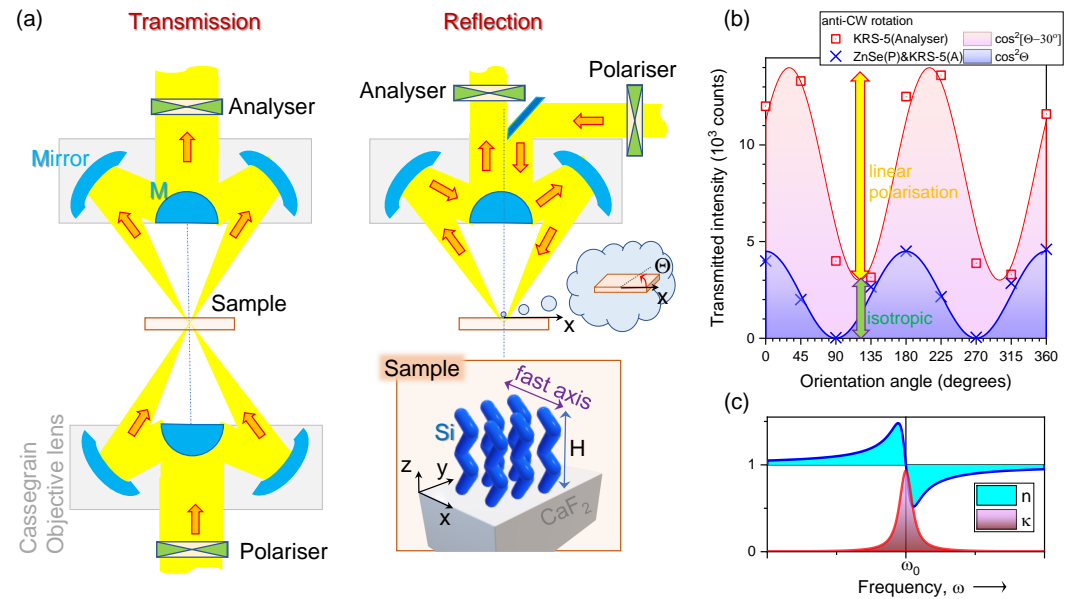 (a)
Transmission
Reflection
Analyser
Mirror
M
Sample
Cassegrain
Objective lens
Polariser
Analyser
Polariser
Θ
x
x
Sample
fast axis
Si
H
z
y
x
CaF₂
(b)
anti-CW rotation
KRS-5(Analyser)
cos²[Θ−30°]
ZnSe(P)&KRS-5(A)
cos²Θ
Transmitted intensity (10³ counts)
10
5
0
linear
polarisation
isotropic
0 45 90 135 180 225 270 315 360
Orientation angle (degrees)
(c)
1
0
n
κ
ω₀
Frequency, ω ⟶